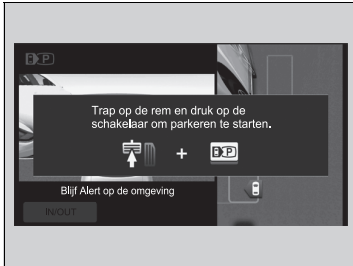 P
Trap op de rem en druk op de
schakelaar om parkeren te starten.
+ P
Blijf Alert op de omgeving
IN/OUT